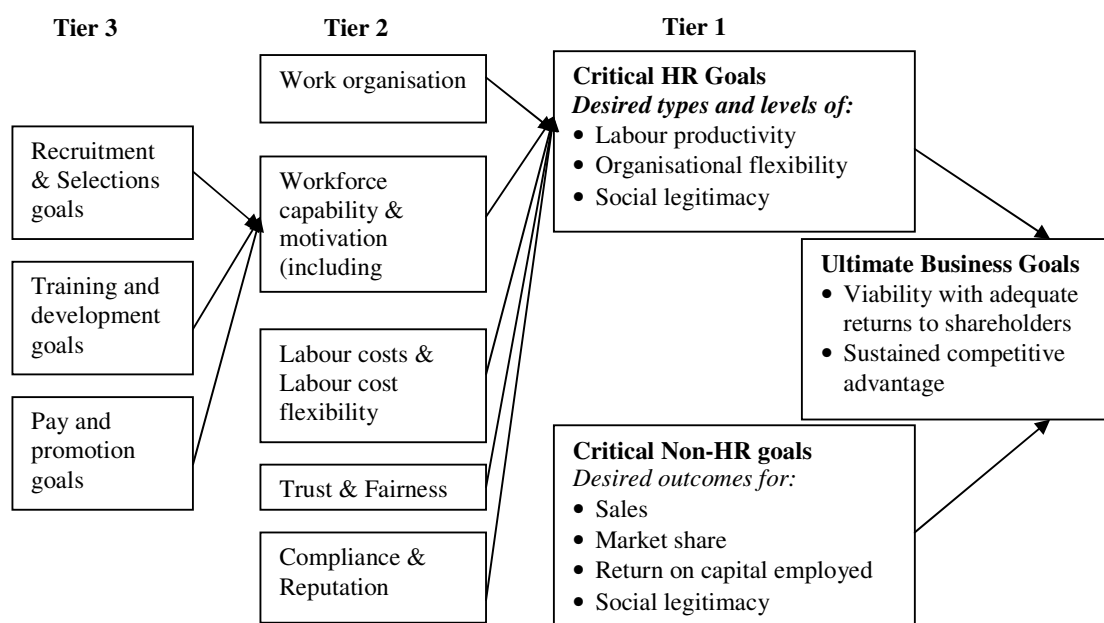 Tier 3
Tier 2
Tier 1
Recruitment
& Selections
goals
Training and
development
goals
Pay and
promotion
goals
Work organisation
Workforce
capability &
motivation
(including
Labour costs &
Labour cost
flexibility
Trust & Fairness
Compliance &
Reputation
Critical HR Goals
Desired types and levels of:
• Labour productivity
• Organisational flexibility
• Social legitimacy
Critical Non-HR goals
Desired outcomes for:
• Sales
• Market share
• Return on capital employed
• Social legitimacy
Ultimate Business Goals
• Viability with adequate
returns to shareholders
• Sustained competitive
advantage